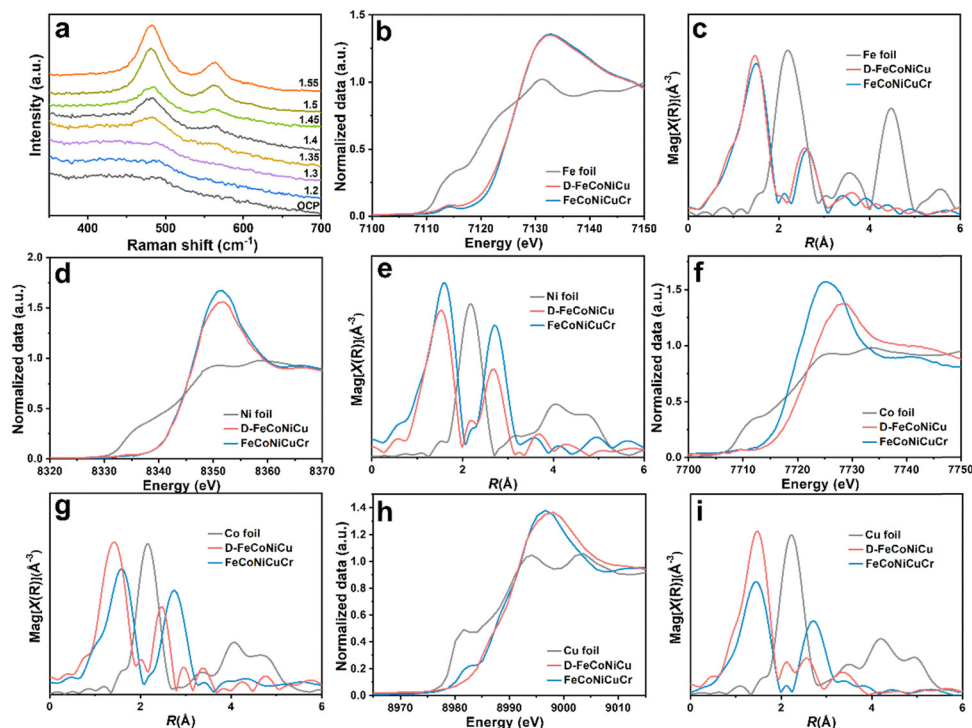 a
Intensity (a.u.)
1.55
1.5
1.45
1.4
1.35
1.3
1.2
OCP
400
500
600
700
Raman shift (cm⁻¹)
b
Normalized data (a.u.)
1.5
1.0
0.5
0.0
Fe foil
D-FeCoNiCu
FeCoNiCuCr
7100
7110
7120
7130
7140
7150
Energy (eV)
c
Mag[X(R)](Å⁻³)
Fe foil
D-FeCoNiCu
FeCoNiCuCr
0
2
4
6
R(Å)
d
Normalized data (a.u.)
2.0
1.5
1.0
0.5
0.0
Ni foil
D-FeCoNiCu
FeCoNiCuCr
8320
8330
8340
8350
8360
8370
Energy (eV)
e
Mag[X(R)](Å⁻³)
Ni foil
D-FeCoNiCu
FeCoNiCuCr
0
2
4
6
R(Å)
f
Normalized data (a.u.)
1.5
1.0
0.5
0.0
Co foil
D-FeCoNiCu
FeCoNiCuCr
7700
7710
7720
7730
7740
7750
Energy (eV)
g
Mag[X(R)](Å⁻³)
Co foil
D-FeCoNiCu
FeCoNiCuCr
0
2
4
6
R(Å)
h
Normalized data (a.u.)
1.4
1.2
1.0
0.8
0.6
0.4
0.2
0.0
Cu foil
D-FeCoNiCu
FeCoNiCuCr
8970
8980
8990
9000
9010
Energy (eV)
i
Mag[X(R)](Å⁻³)
Cu foil
D-FeCoNiCu
FeCoNiCuCr
0
2
4
6
R(Å)